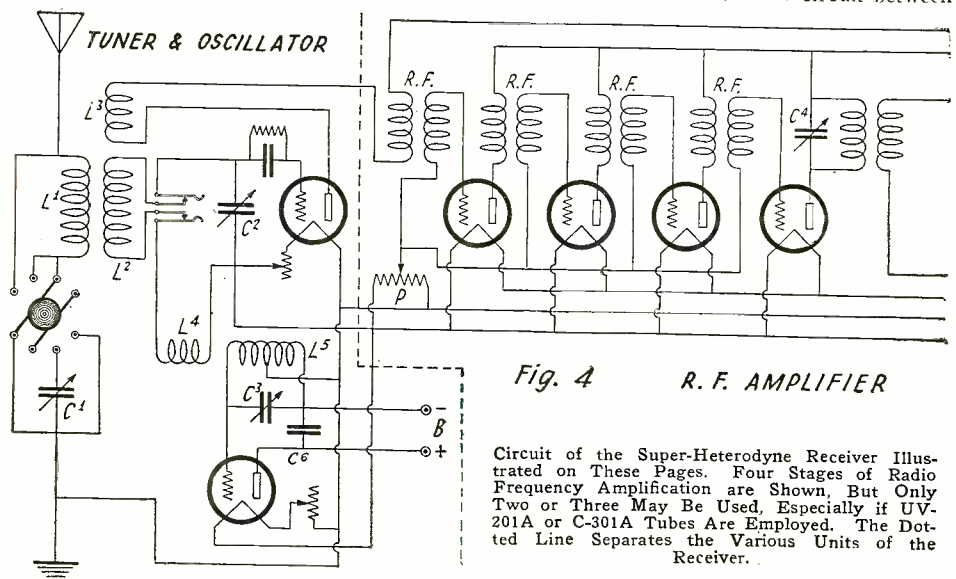 circuit between
TUNER & OSCILLATOR
R.F.
R.F.
R.F.
R.F.
L³
C⁴
L¹
L²
C²
P
L⁴
L⁵
C³
C¹
−
B
+
C⁶
Fig. 4
R. F. AMPLIFIER
Circuit of the Super-Heterodyne Receiver Illus-
trated on These Pages. Four Stages of Radio
Frequency Amplification are Shown, But Only
Two or Three May Be Used, Especially if UV-
201A or C-301A Tubes Are Employed. The Dot-
ted Line Separates the Various Units of the
Receiver.